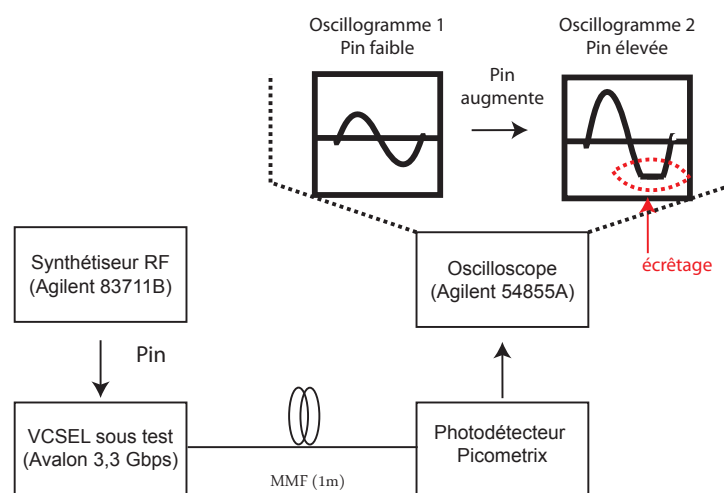 Oscillogramme 1
Pin faible
Oscillogramme 2
Pin élevée
Pin
augmente
écrêtage
Synthétiseur RF
(Agilent 83711B)
Oscilloscope
(Agilent 54855A)
Pin
VCSEL sous test
(Avalon 3,3 Gbps)
MMF (1m)
Photodétecteur
Picometrix